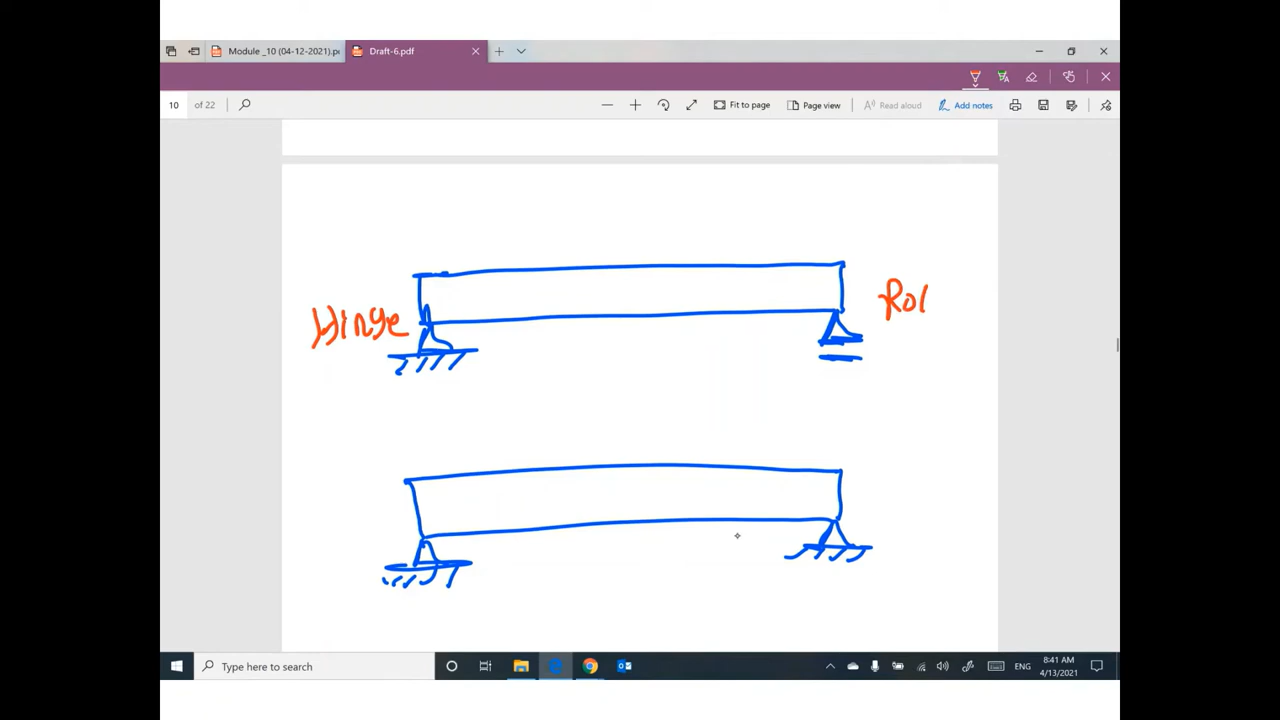 Module _10 (04-12-2021).p
Draft-6.pdf
10 of 22
Fit to page
Page view
Read aloud
Add notes
Hinge
Rol
Type here to search
ENG
8:41 AM
4/13/2021